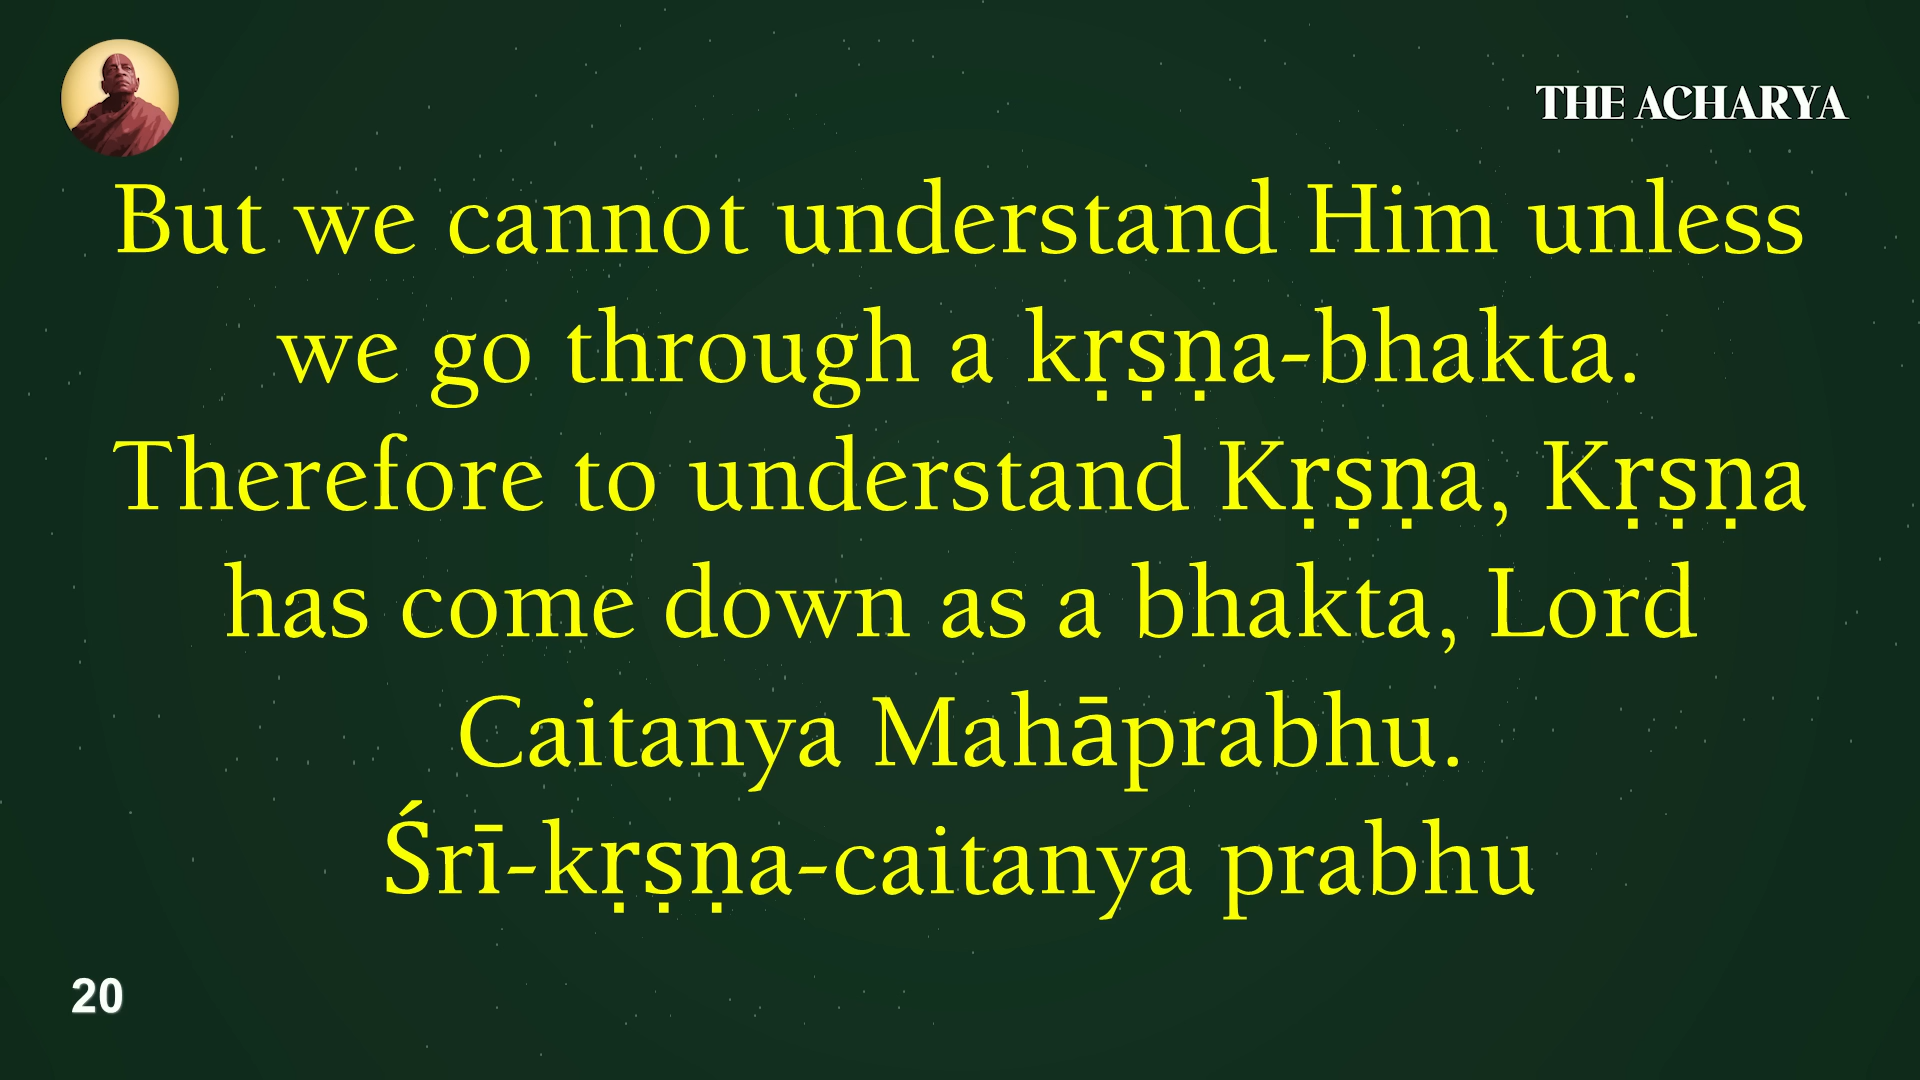 THE ACHARYA
But we cannot understand Him unless
we go through a kṛṣṇa-bhakta.
Therefore to understand Kṛṣṇa, Kṛṣṇa
has come down as a bhakta, Lord
Caitanya Mahāprabhu.
Śrī-kṛṣṇa-caitanya prabhu
20